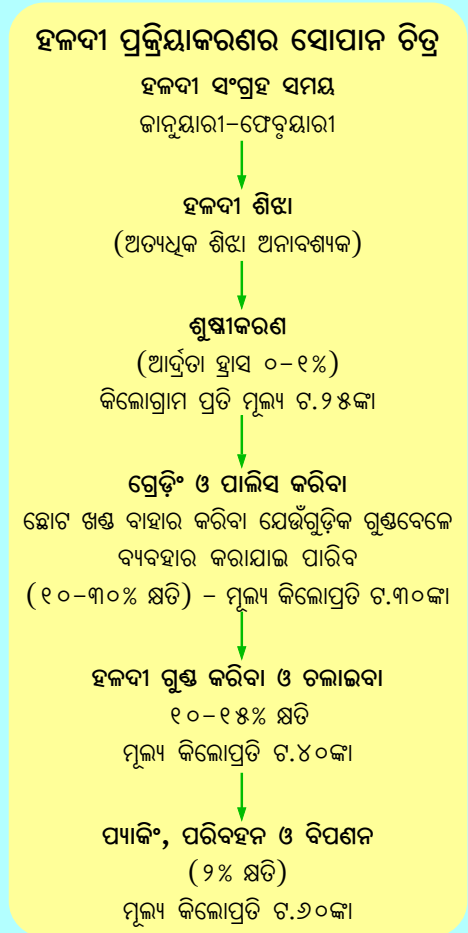 ହଳଦୀ ପ୍ରକ୍ରିୟାକରଣର ସୋପାନ ଚିତ୍ର
ହଳଦୀ ସଂଗ୍ରହ ସମୟ
ଜାନୁୟାରୀ–ଫେବୃୟାରୀ
ହଳଦୀ ଶିଝା
(ଅତ୍ୟଧିକ ଶିଝା ଅନାବଶ୍ୟକ)
ଶୁଷ୍କୀକରଣ
(ଆର୍ଦ୍ରତା ହ୍ରାସ ୦–୧%)
କିଲୋଗ୍ରାମ ପ୍ରତି ମୂଲ୍ୟ ଟ.୨୫ଙ୍କା
ଗ୍ରେଡ଼ିଂ ଓ ପାଲିସ କରିବା
ଛୋଟ ଖଣ୍ଡ ବାହାର କରିବା ଯେଉଁଗୁଡ଼ିକ ଗୁଣ୍ଡବେଳେ
ବ୍ୟବହାର କରାଯାଇ ପାରିବ
(୧୦–୩୦% କ୍ଷତି) – ମୂଲ୍ୟ କିଲୋପ୍ରତି ଟ.୩୦ଙ୍କା
ହଳଦୀ ଗୁଣ୍ଡ କରିବା ଓ ଚଲାଇବା
୧୦–୧୫% କ୍ଷତି
ମୂଲ୍ୟ କିଲୋପ୍ରତି ଟ.୪୦ଙ୍କା
ପ୍ୟାକିଂ, ପରିବହନ ଓ ବିପଣନ
(୨% କ୍ଷତି)
ମୂଲ୍ୟ କିଲୋପ୍ରତି ଟ.୬୦ଙ୍କା